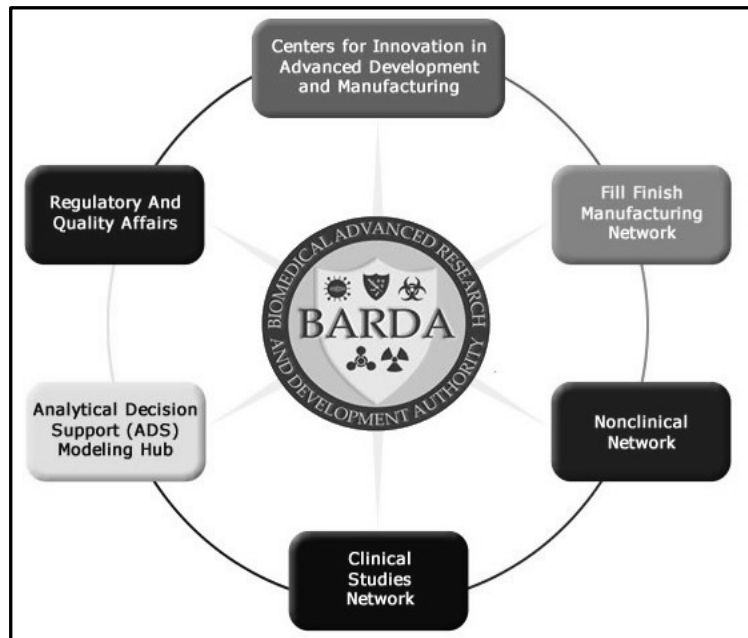 Centers for Innovation in
Advanced Development
and Manufacturing
Regulatory And
Quality Affairs
Fill Finish
Manufacturing
Network
BIOMEDICAL ADVANCED RESEARCH
BARDA
AND DEVELOPMENT AUTHORITY
Analytical Decision
Support (ADS)
Modeling Hub
Nonclinical
Network
Clinical
Studies
Network